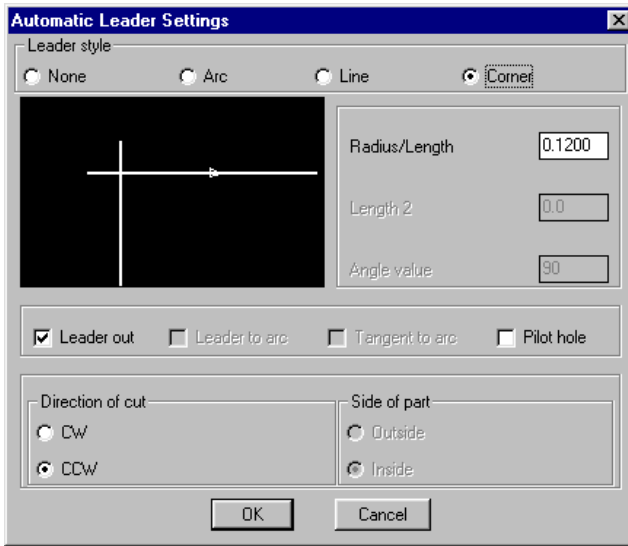 Automatic Leader Settings
Leader style
None Arc Line Corner
Radius/Length 0.1200
Length 2 0.0
Angle value 90
Leader out Leader to arc Tangent to arc Pilot hole
Direction of cut
CW
CCW
Side of part
Outside
Inside
OK Cancel